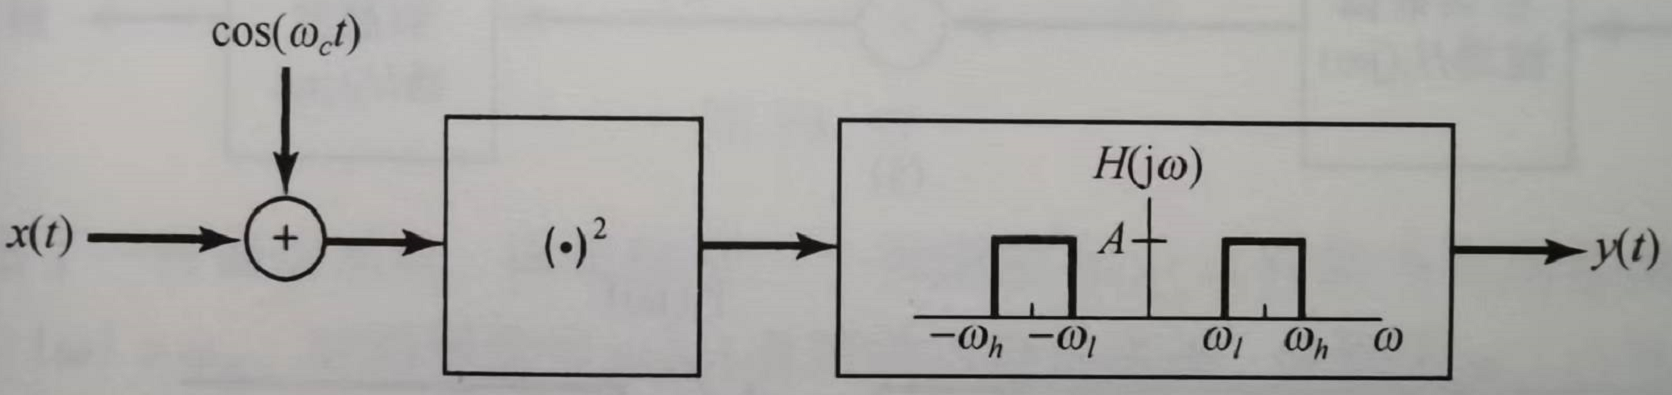 cos(ω_c t)
x(t)
+
(•)²
H(jω)
A
−ω_h −ω_l ω_l ω_h ω
y(t)